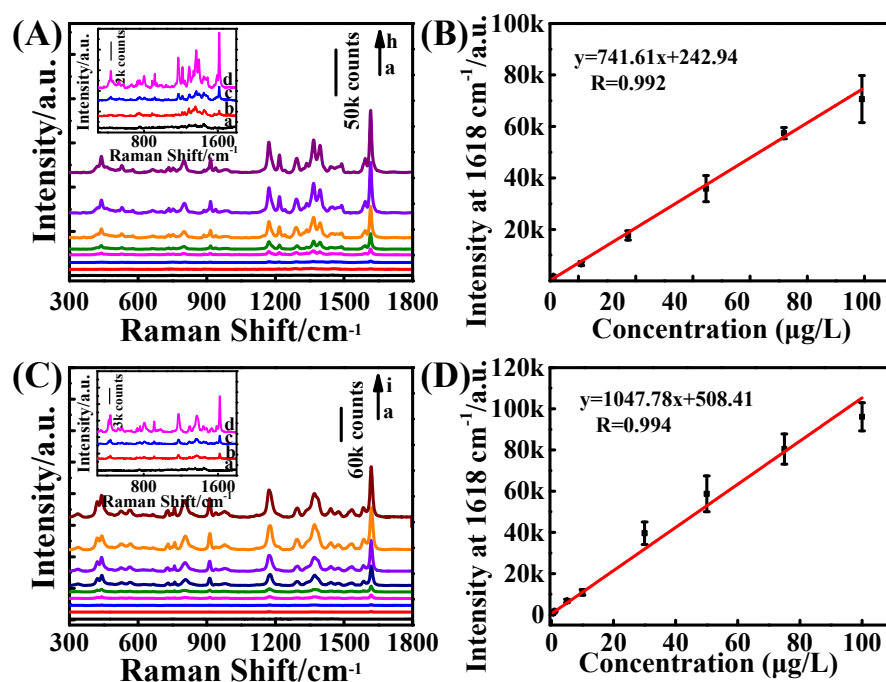 (A)
Intensity/a.u.
Raman Shift/cm-1
300 600 900 1200 1500 1800
50k counts
h
a
Intensity/a.u.
2k counts
d
c
b
a
800 1600
Raman Shift/cm-1
(B)
Intensity at 1618 cm-1/a.u.
100k
80k
60k
40k
20k
0 20 40 60 80 100
Concentration (μg/L)
y=741.61x+242.94
R=0.992
(C)
Intensity/a.u.
Raman Shift/cm-1
300 600 900 1200 1500 1800
60k counts
i
a
Intensity/a.u.
3k counts
d
c
b
a
800 1600
Raman Shift/cm-1
(D)
Intensity at 1618 cm-1/a.u.
120k
100k
80k
60k
40k
20k
0
0 20 40 60 80 100
Concentration (μg/L)
y=1047.78x+508.41
R=0.994